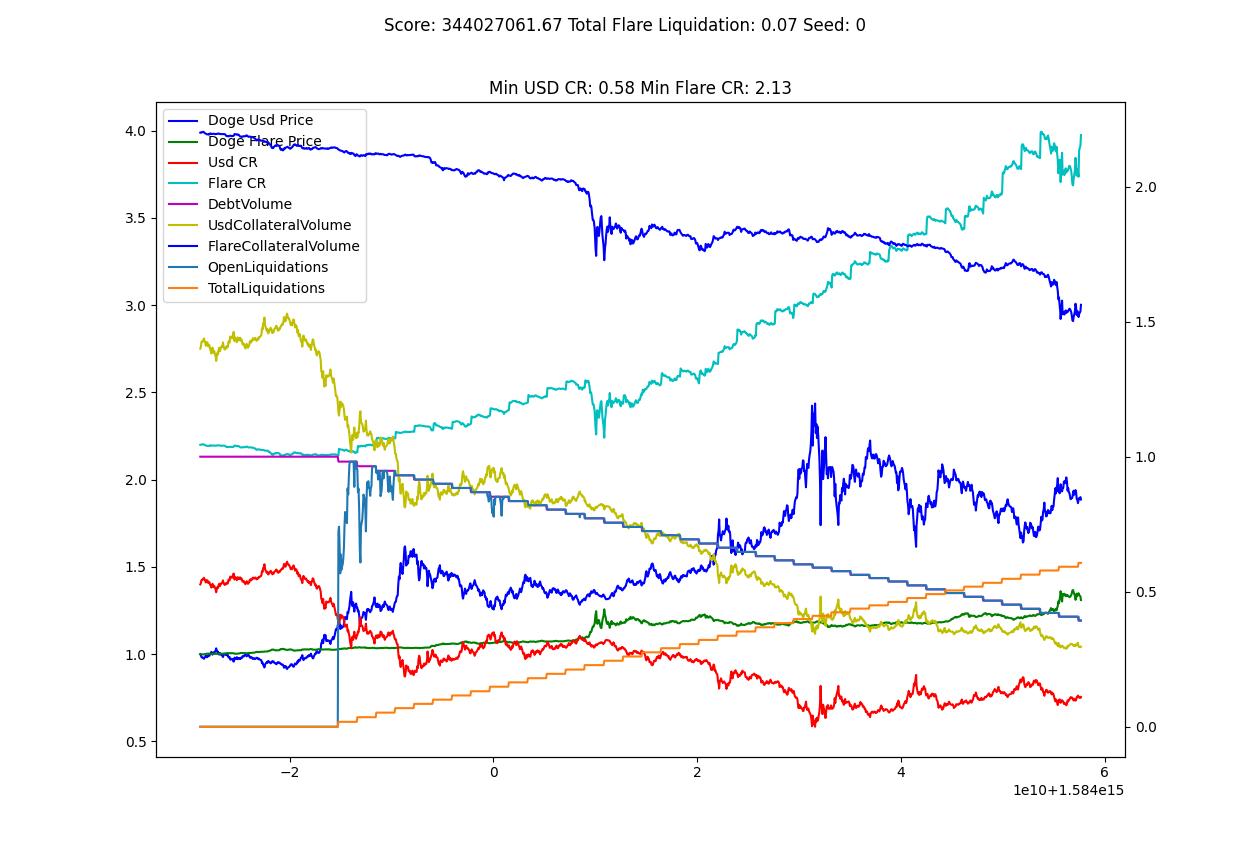 Score: 344027061.67 Total Flare Liquidation: 0.07 Seed: 0
Min USD CR: 0.58 Min Flare CR: 2.13
Doge Usd Price
Doge Flare Price
Usd CR
Flare CR
DebtVolume
UsdCollateralVolume
FlareCollateralVolume
OpenLiquidations
TotalLiquidations
4.0
3.5
3.0
2.5
2.0
1.5
1.0
0.5
2.0
1.5
1.0
0.5
0.0
−2 0 2 4 6
1e10+1.584e15